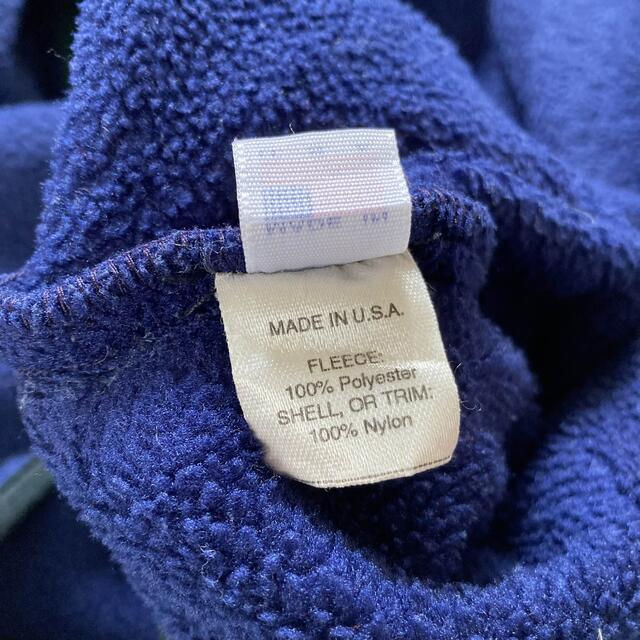 MADE IN U.S.A.
FLEECE:
100% Polyester
SHELL, OR TRIM:
100% Nylon